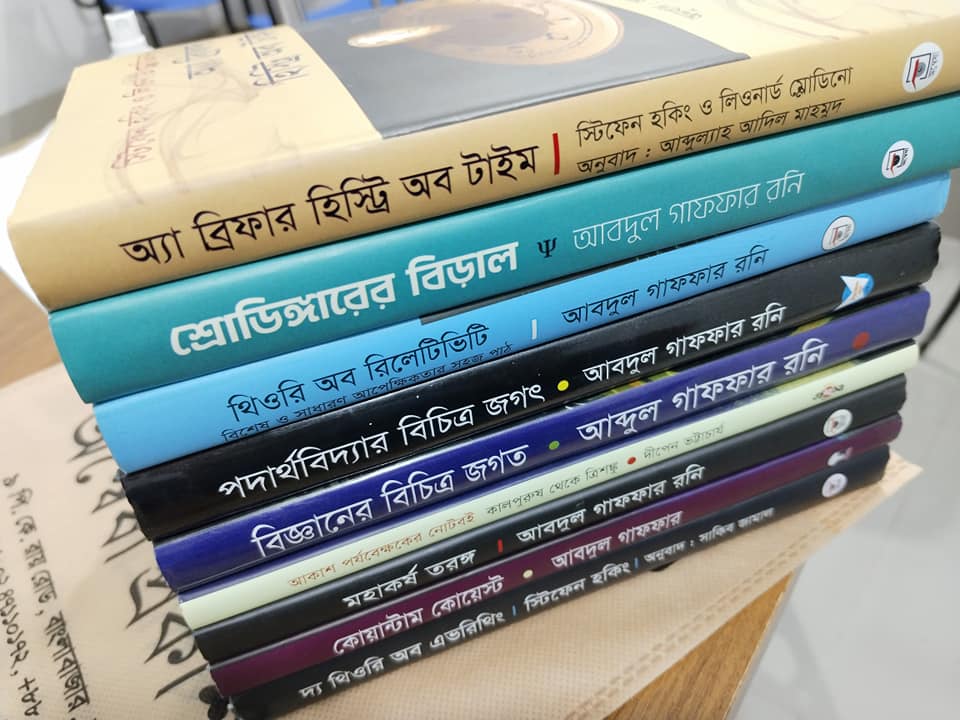 অ্যা ব্রিফার হিস্ট্রি অব টাইম | স্টিফেন হকিং ও লিওনার্ড ম্লোডিনো
অনুবাদ : আব্দুল্যাহ আদিল মাহমুদ
শ্রোডিঙ্গারের বিড়াল Ψ আবদুল গাফফার রনি
থিওরি অব রিলেটিভিটি | আবদুল গাফফার রনি
বিশেষ ও সাধারণ আপেক্ষিকতার সহজ পাঠ
পদার্থবিদ্যার বিচিত্র জগৎ • আবদুল গাফফার রনি
বিজ্ঞানের বিচিত্র জগত • আব্দুল গাফফার রনি
আকাশ পর্যবেক্ষকের নোটবই কালপুরুষ থেকে ত্রিশঙ্কু • দীপেন ভট্টাচার্য
মহাকর্ষ তরঙ্গ | আবদুল গাফফার রনি
কোয়ান্টাম কোয়েস্ট • আবদুল গাফফার
দ্য থিওরি অব এভরিথিং | স্টিফেন হকিং | অনুবাদ : সাকিব জামাল
৯ পি.কে রায় রোড, বাংলাবাজার